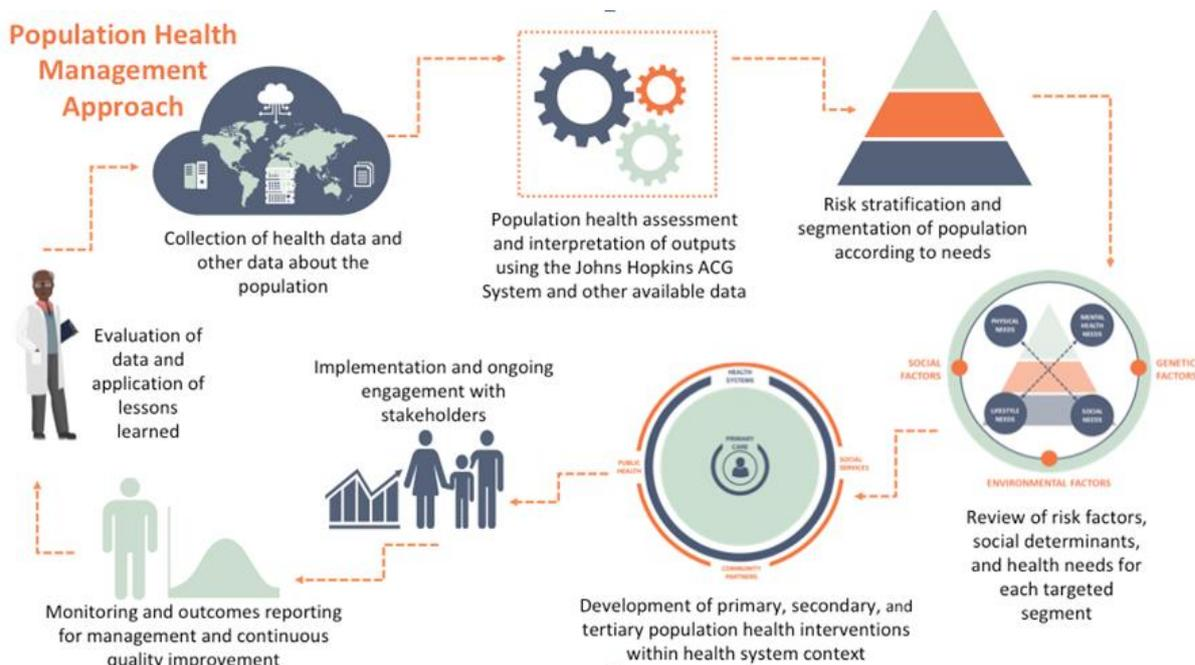 Population Health
Management
Approach
Collection of health data and
other data about the
population
Population health assessment
and interpretation of outputs
using the Johns Hopkins ACG
System and other available data
Risk stratification and
segmentation of population
according to needs
PHYSICAL
NEEDS
MENTAL
HEALTH
NEEDS
LIFESTYLE
NEEDS
SOCIAL
NEEDS
SOCIAL
FACTORS
GENETIC
FACTORS
ENVIRONMENTAL FACTORS
Review of risk factors,
social determinants,
and health needs for
each targeted
segment
HEALTH
SYSTEMS
PRIMARY
CARE
PUBLIC
HEALTH
SOCIAL
SERVICES
COMMUNITY
PARTNERS
Development of primary, secondary, and
tertiary population health interventions
within health system context
Implementation and ongoing
engagement with
stakeholders
Monitoring and outcomes reporting
for management and continuous
quality improvement
Evaluation of
data and
application of
lessons
learned